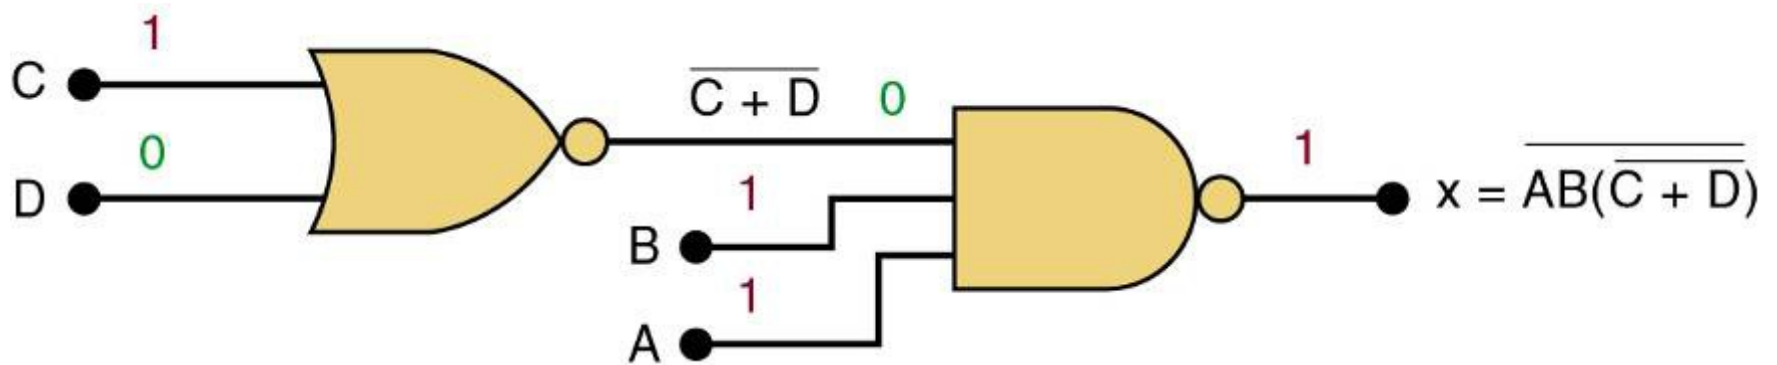 1
C
0
D
C̅ ̅+̅ ̅D̅ 0
1
B
1
A
1
x = AB(C + D)